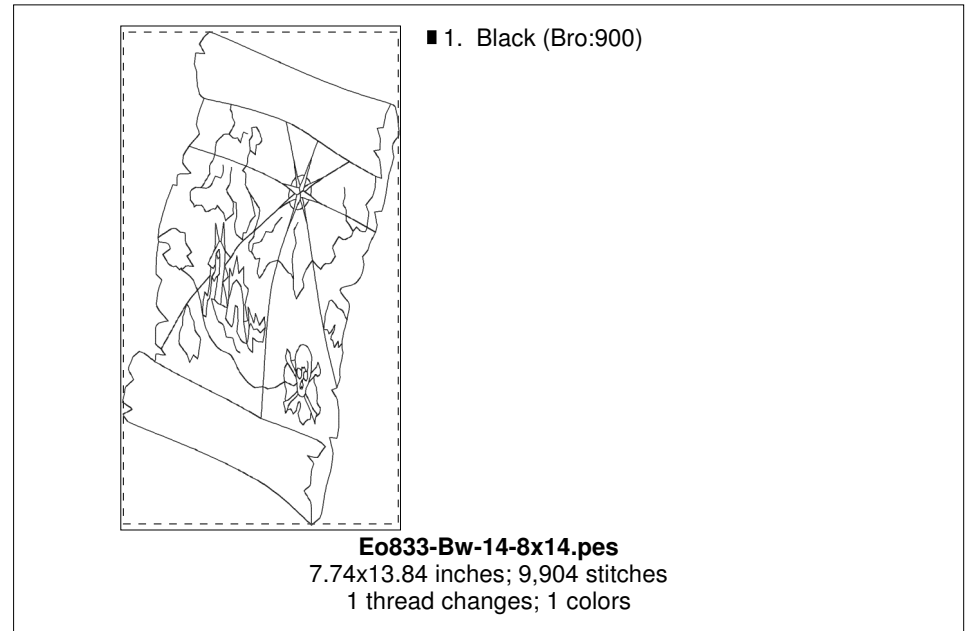 1. Black (Bro:900)
Eo833-Bw-14-8x14.pes
7.74x13.84 inches; 9,904 stitches
1 thread changes; 1 colors